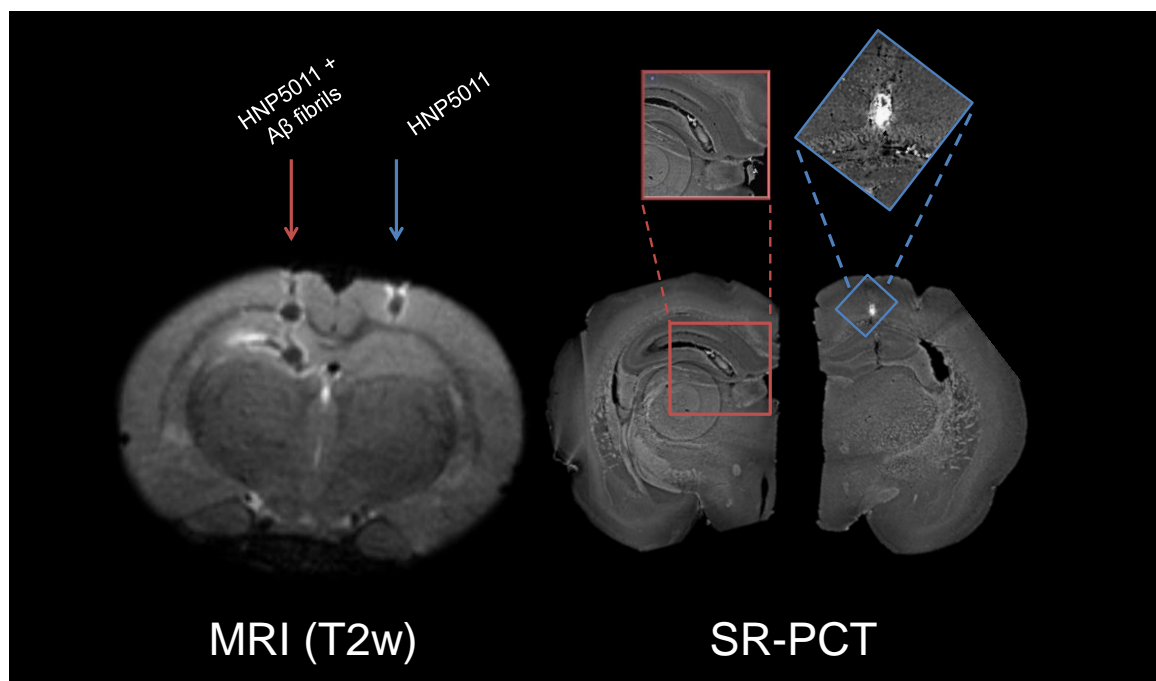 HNP5011 +
Aβ fibrils
HNP5011
MRI (T2w)
SR-PCT